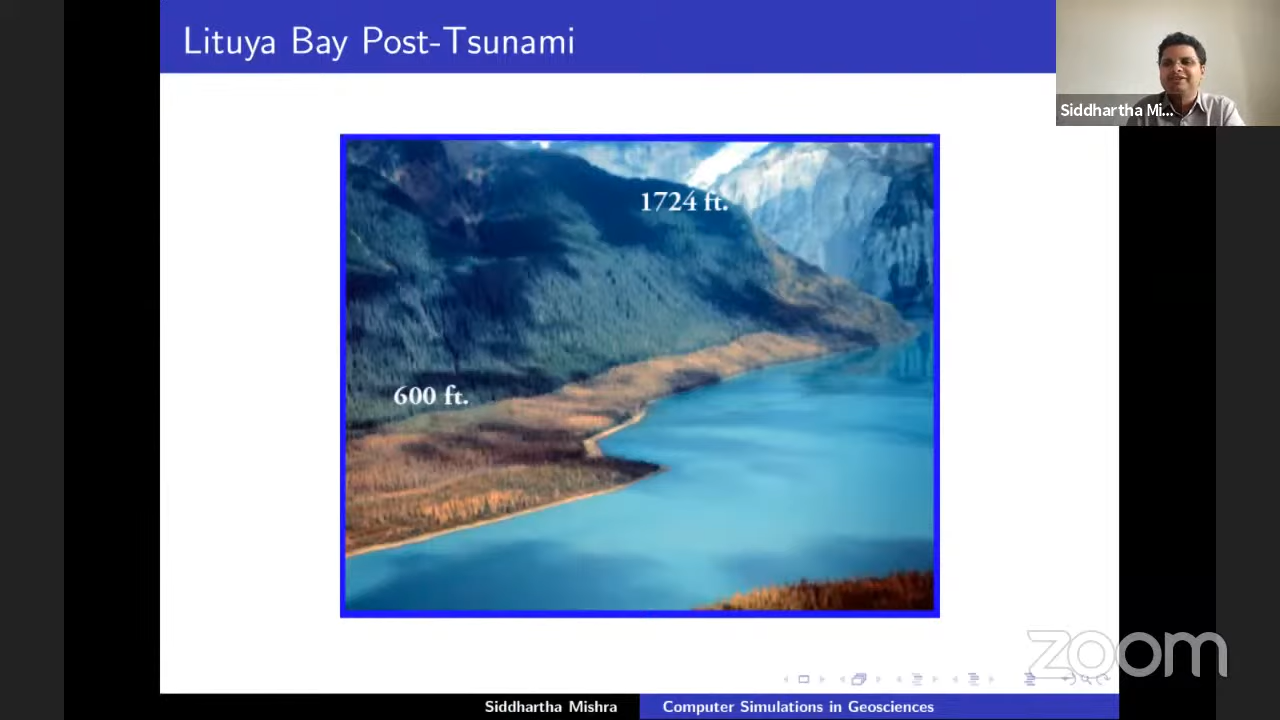 Lituya Bay Post-Tsunami
Siddhartha Mi...
1724 ft.
600 ft.
zoom
Siddhartha Mishra
Computer Simulations in Geosciences